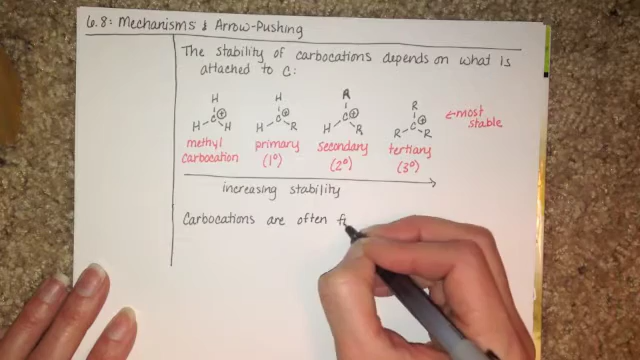 6.8: Mechanisms & Arrow-Pushing
The stability of carbocations depends on what is
attached to C:
H H R R
C⊕ C⊕ C⊕ C⊕
H H H R H R R R
←most
stable
methyl
carbocation
primary
(1°)
secondary
(2°)
tertiary
(3°)
increasing stability
Carbocations are often